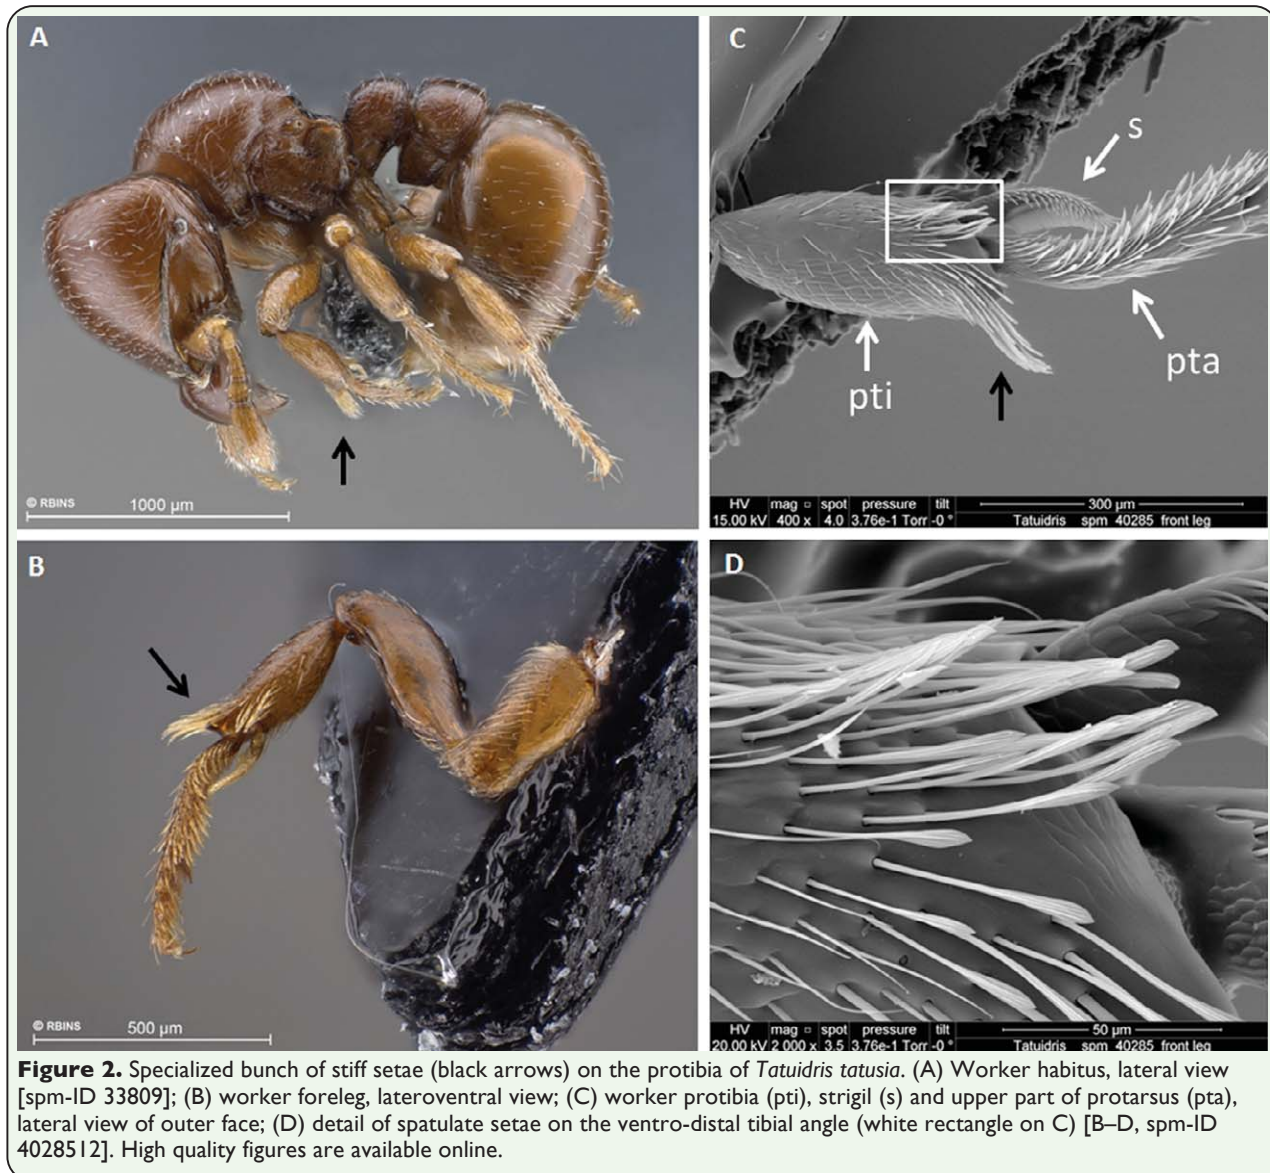 A
© RBINS
1000 µm
B
© RBINS
500 µm
C
s
pti
pta
HV mag □ spot pressure tilt 300 µm
15.00 kV 400 x 4.0 3.76e-1 Torr -0 ° Tatuidris spm 40285 front leg
D
HV mag □ spot pressure tilt 50 µm
20.00 kV 2 000 x 3.5 3.76e-1 Torr -0 ° Tatuidris spm 40285 front leg
Figure 2. Specialized bunch of stiff setae (black arrows) on the protibia of Tatuidris tatusia. (A) Worker habitus, lateral view
[spm-ID 33809]; (B) worker foreleg, lateroventral view; (C) worker protibia (pti), strigil (s) and upper part of protarsus (pta),
lateral view of outer face; (D) detail of spatulate setae on the ventro-distal tibial angle (white rectangle on C) [B–D, spm-ID
4028512]. High quality figures are available online.